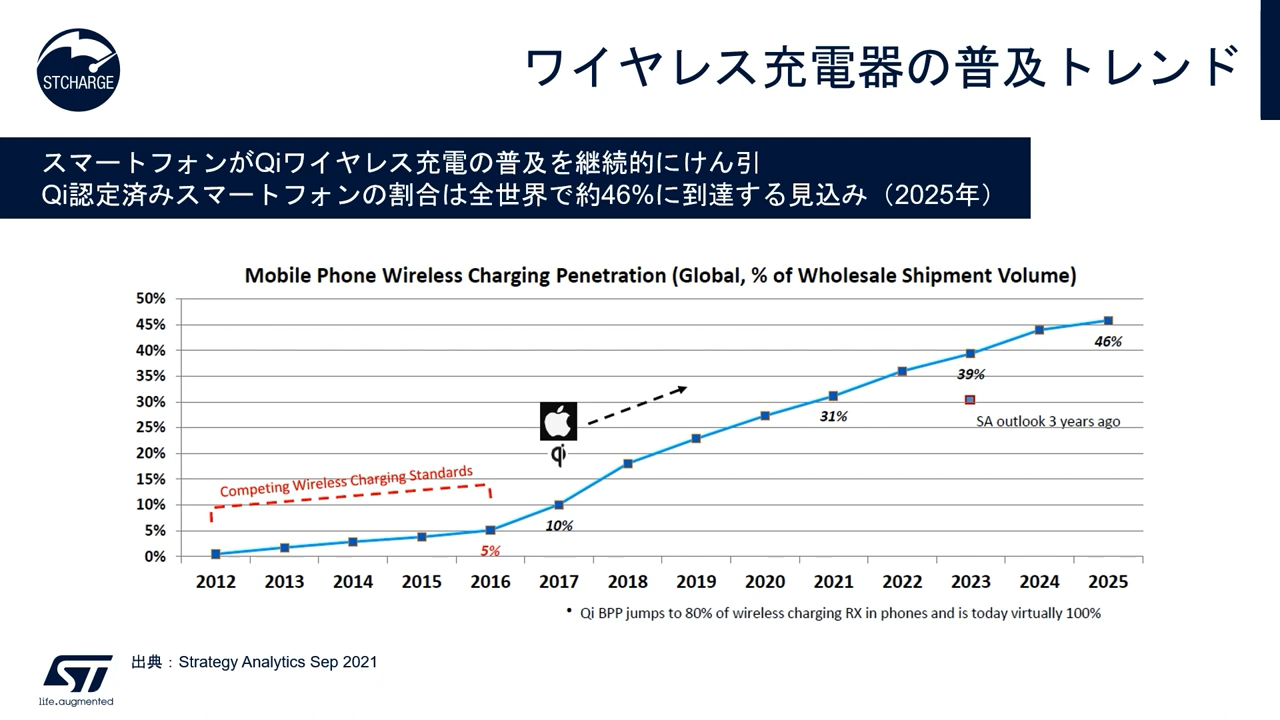 STCHARGE
ワイヤレス充電器の普及トレンド
スマートフォンがQiワイヤレス充電の普及を継続的にけん引
Qi認定済みスマートフォンの割合は全世界で約46%に到達する見込み（2025年）
Mobile Phone Wireless Charging Penetration (Global, % of Wholesale Shipment Volume)
50%
45%
40%
35%
30%
25%
20%
15%
10%
5%
0%
Competing Wireless Charging Standards
5%
qi
10%
31%
39%
46%
SA outlook 3 years ago
2012 2013 2014 2015 2016 2017 2018 2019 2020 2021 2022 2023 2024 2025
• Qi BPP jumps to 80% of wireless charging RX in phones and is today virtually 100%
出典：Strategy Analytics Sep 2021
ST
life.augmented